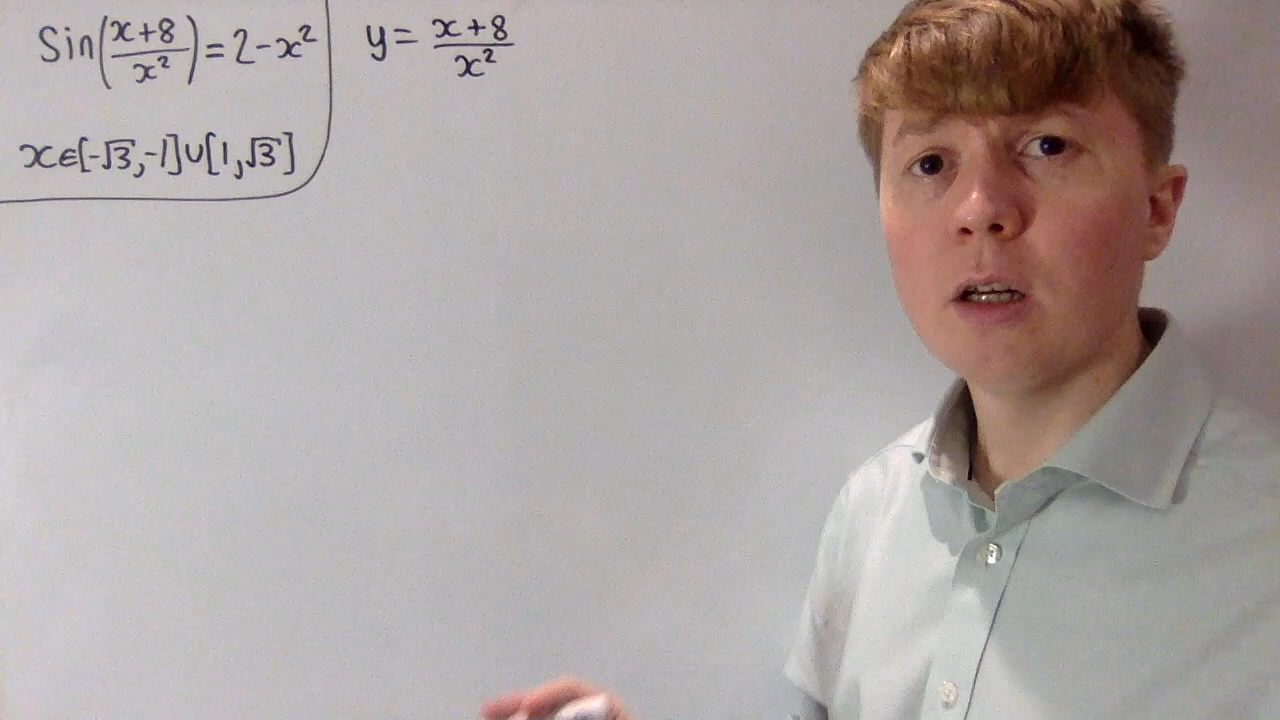 Sin((x+8)/x²) = 2-x²
y = (x+8)/x²
x∈[-√3,-1]∪[1,√3]